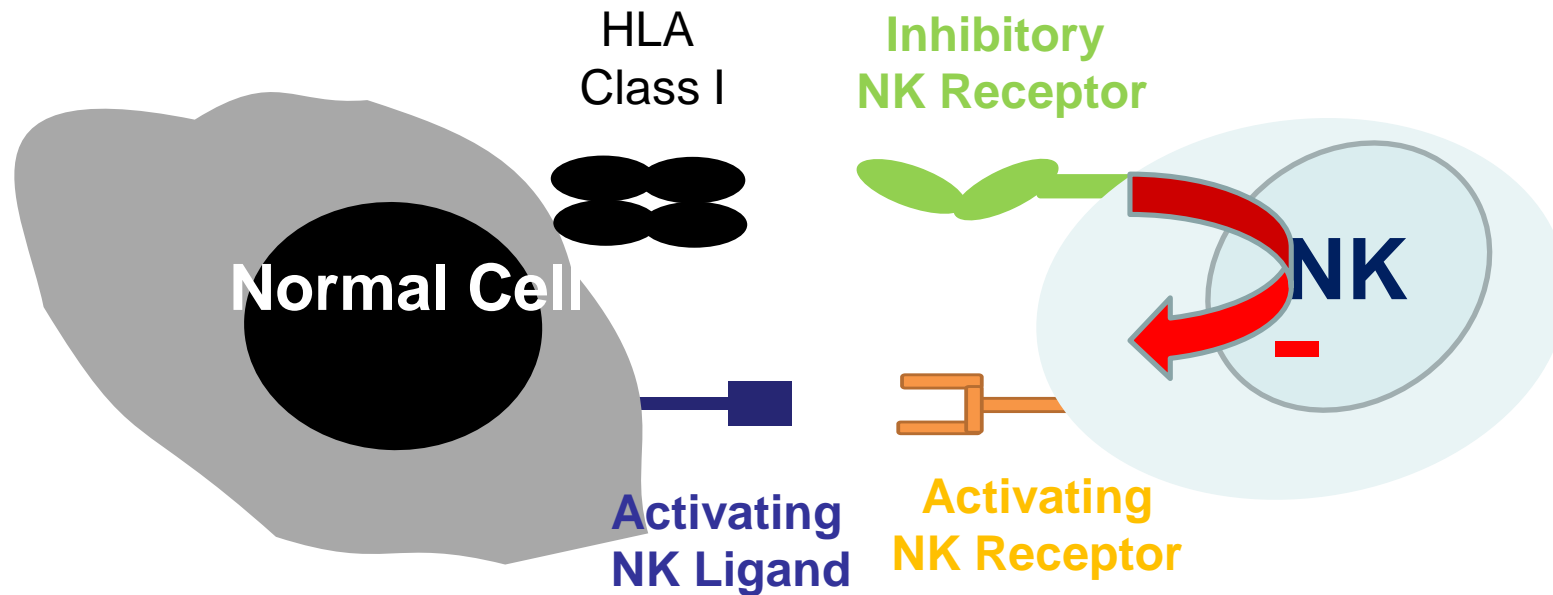 HLA
Class I
Inhibitory
NK Receptor
Normal Cell
NK
Activating
NK Ligand
Activating
NK Receptor